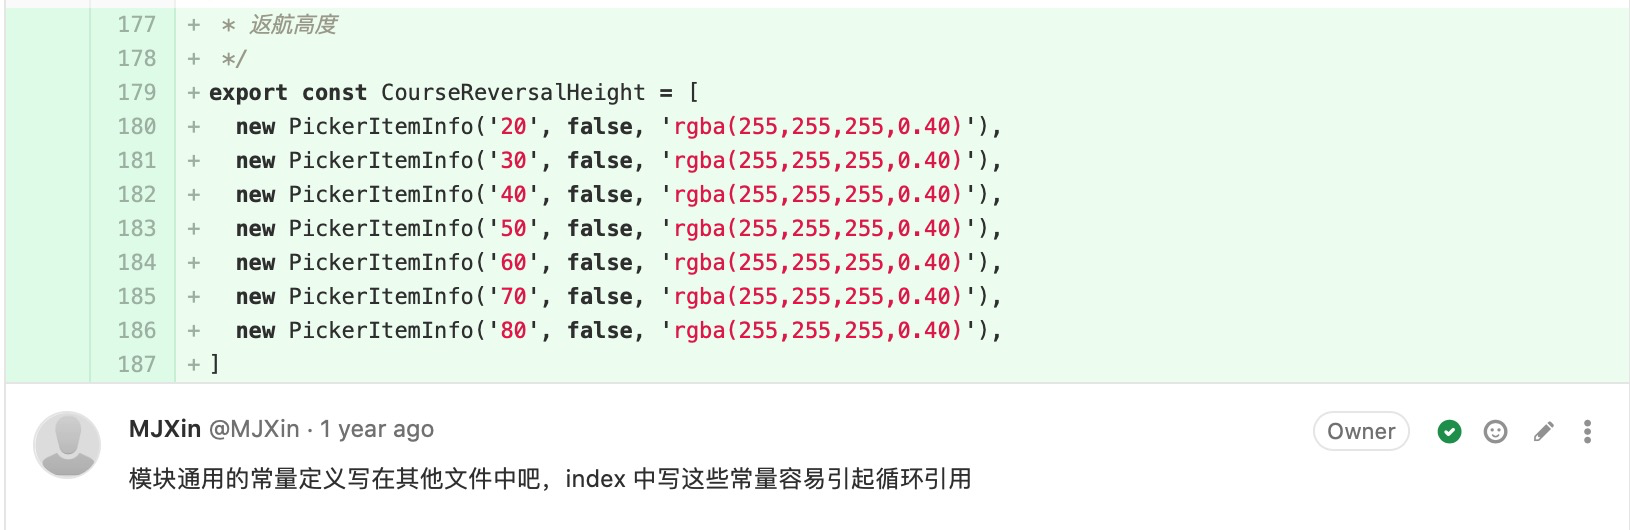 177 + * 返航高度
178 + */
179 + export const CourseReversalHeight = [
180 + new PickerItemInfo('20', false, 'rgba(255,255,255,0.40)'),
181 + new PickerItemInfo('30', false, 'rgba(255,255,255,0.40)'),
182 + new PickerItemInfo('40', false, 'rgba(255,255,255,0.40)'),
183 + new PickerItemInfo('50', false, 'rgba(255,255,255,0.40)'),
184 + new PickerItemInfo('60', false, 'rgba(255,255,255,0.40)'),
185 + new PickerItemInfo('70', false, 'rgba(255,255,255,0.40)'),
186 + new PickerItemInfo('80', false, 'rgba(255,255,255,0.40)'),
187 + ]
MJXin @MJXin · 1 year ago Owner
模块通用的常量定义写在其他文件中吧，index 中写这些常量容易引起循环引用